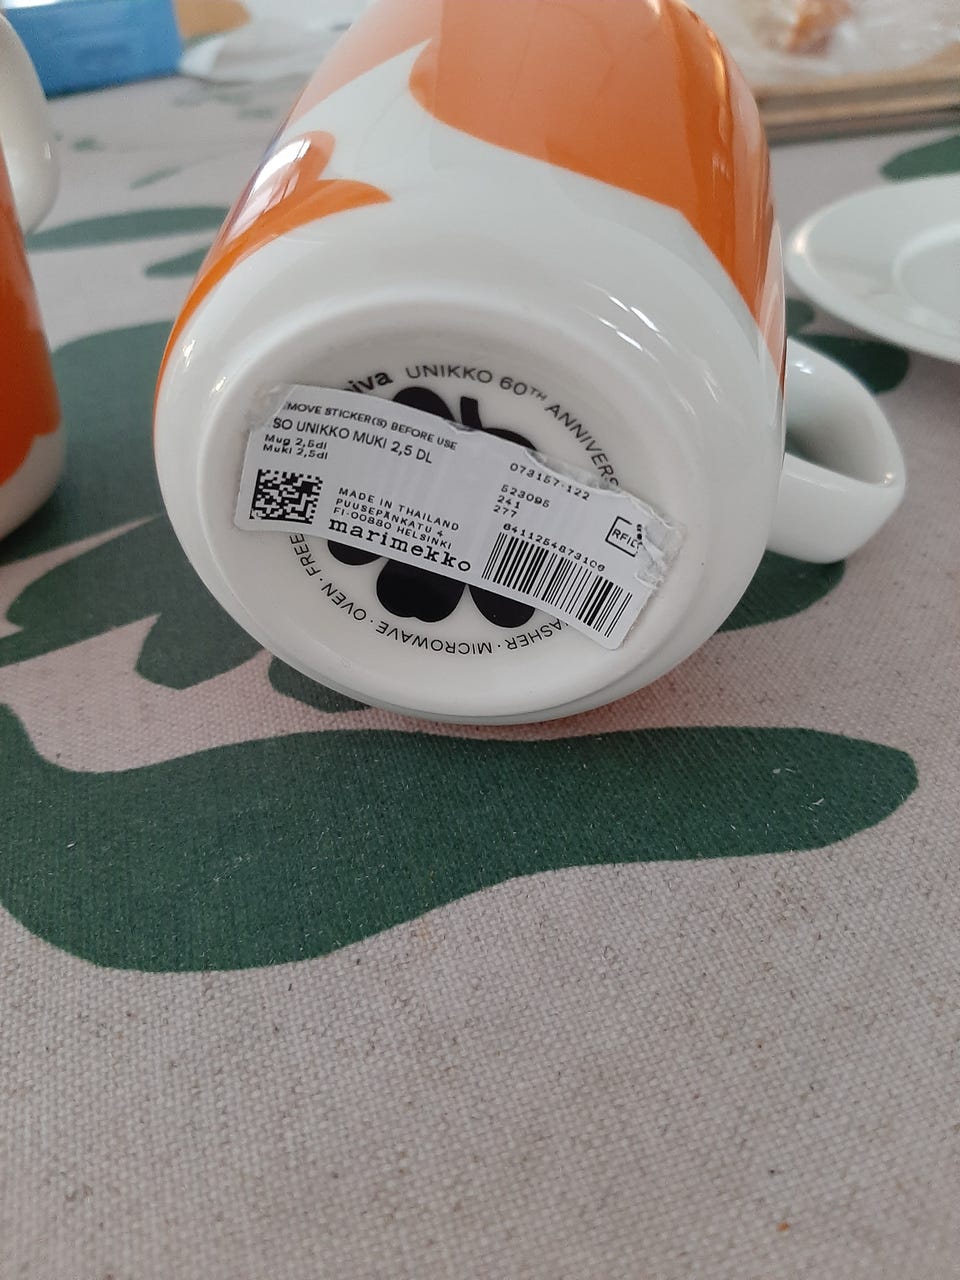 iva UNIKKO 60TH ANNIVERS
MOVE STICKER(S) BEFORE USE
SO UNIKKO MUKI 2,5 DL
Mug 2,5dl
Muki 2,5dl
073157-122
523095
241
277
MADE IN THAILAND
PUUSEPÄNKATU 4
FI-00880 HELSINKI
marimekko
6411254873106
RFID
ASHER · MICROWAVE · OVEN · FREE